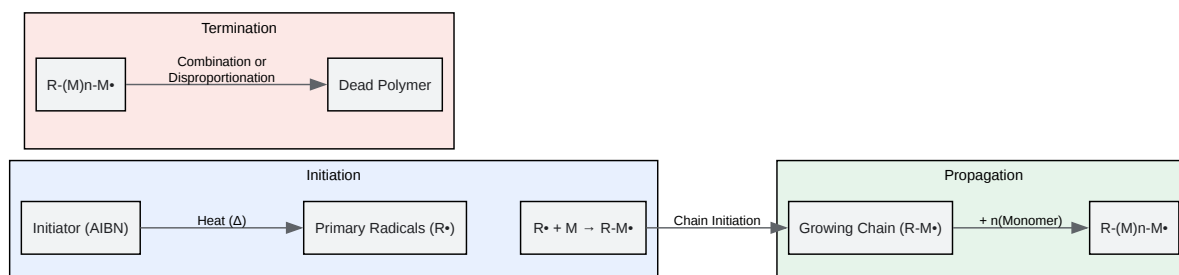 Termination
R-(M)n-M•
Combination or
Disproportionation
Dead Polymer
Initiation
Initiator (AIBN)
Heat (Δ)
Primary Radicals (R•)
R• + M → R-M•
Chain Initiation
Propagation
Growing Chain (R-M•)
+ n(Monomer)
R-(M)n-M•